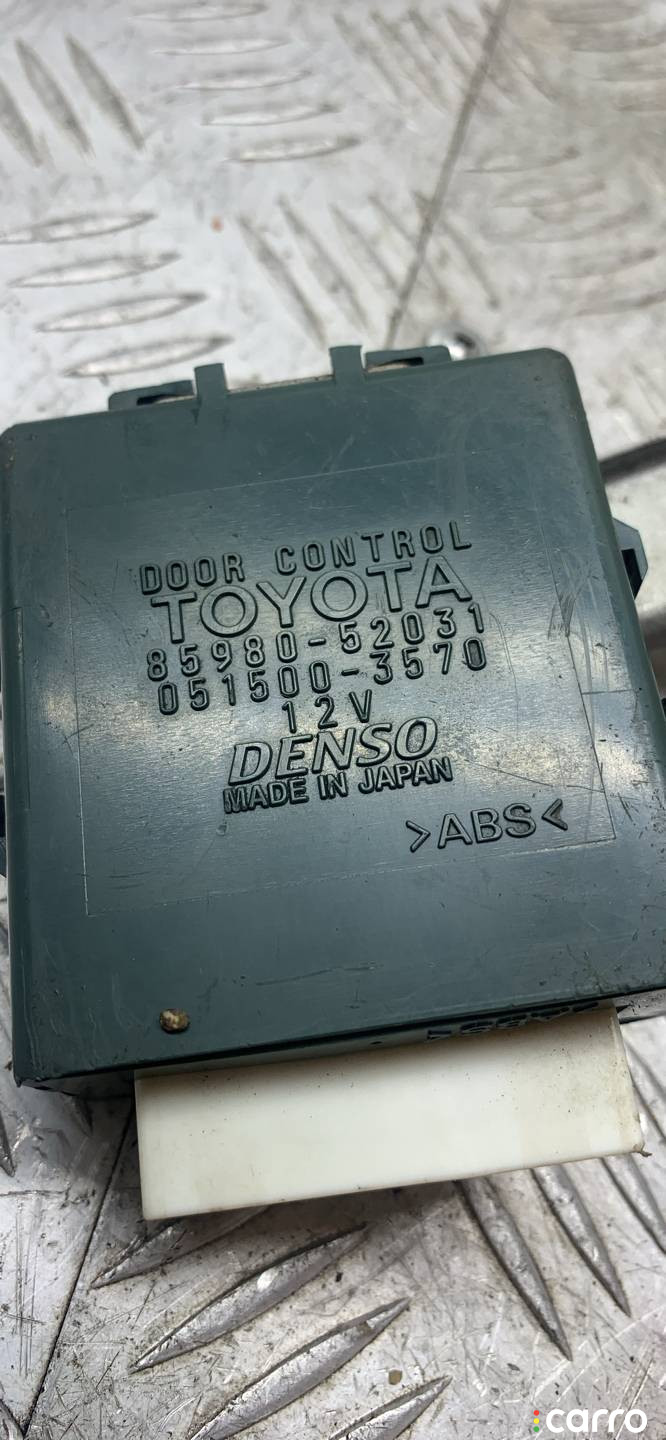 DOOR CONTROL
TOYOTA
85980-52031
051500-3570
12V
DENSO
MADE IN JAPAN
>ABS<
carro